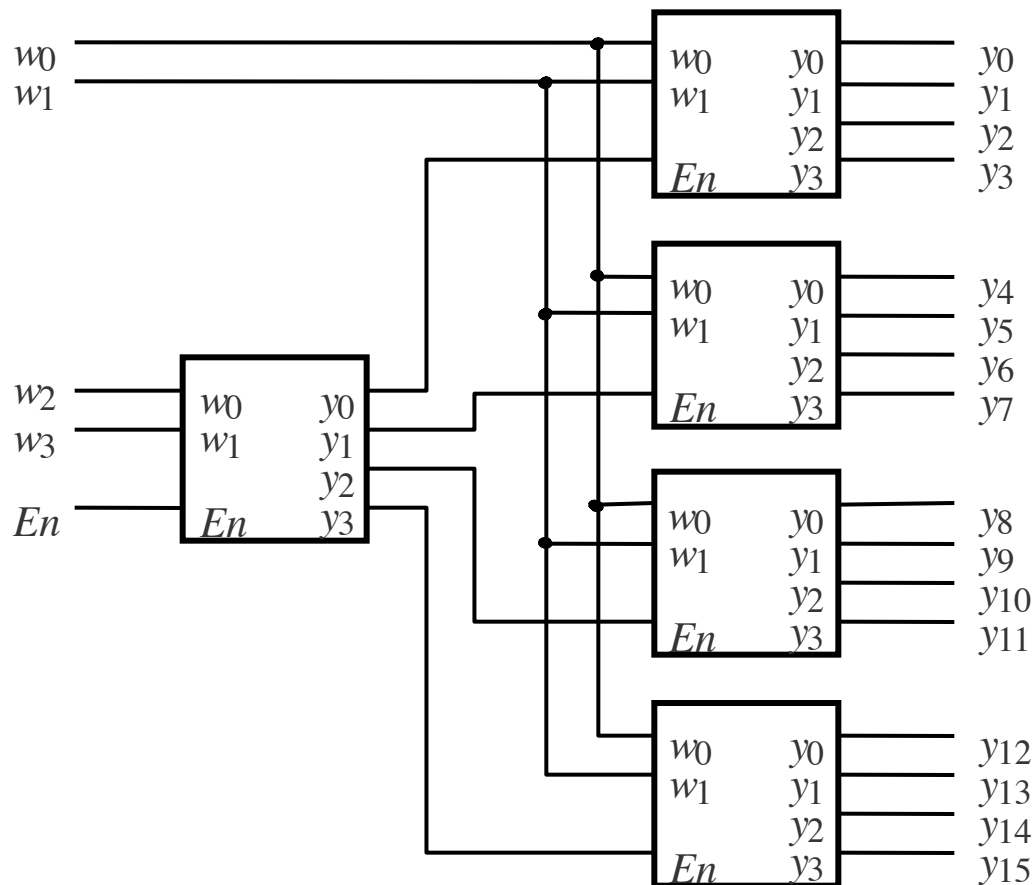 w0 w0 y0 y0
w1 w1 y1 y1
y2 y2
En y3 y3
w0 y0 y4
w1 y1 y5
y2 y6
En y3 y7
w2 w0 y0
w3 w1 y1
y2
En En y3
w0 y0 y8
w1 y1 y9
y2 y10
En y3 y11
w0 y0 y12
w1 y1 y13
y2 y14
En y3 y15